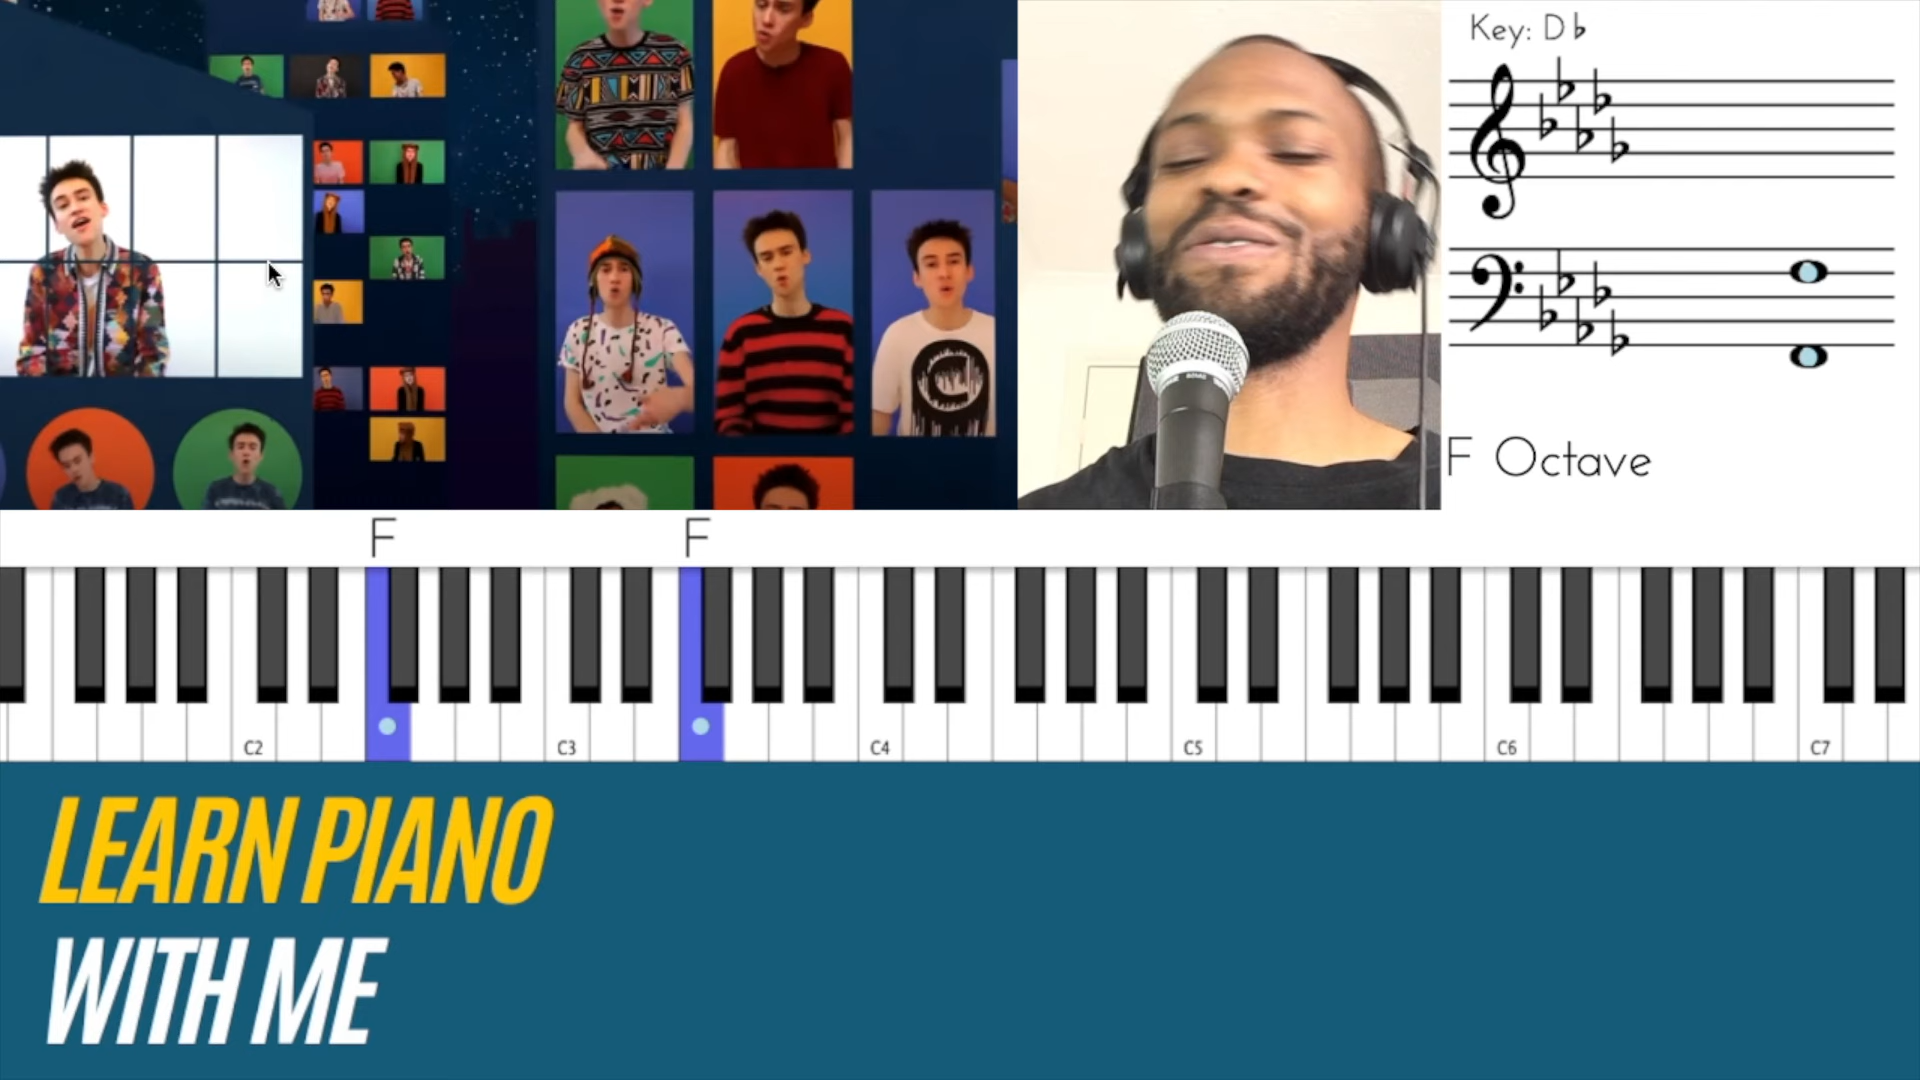 Key: D♭
F Octave
F F
C2 C3 C4 C5 C6 C7
LEARN PIANO
WITH ME